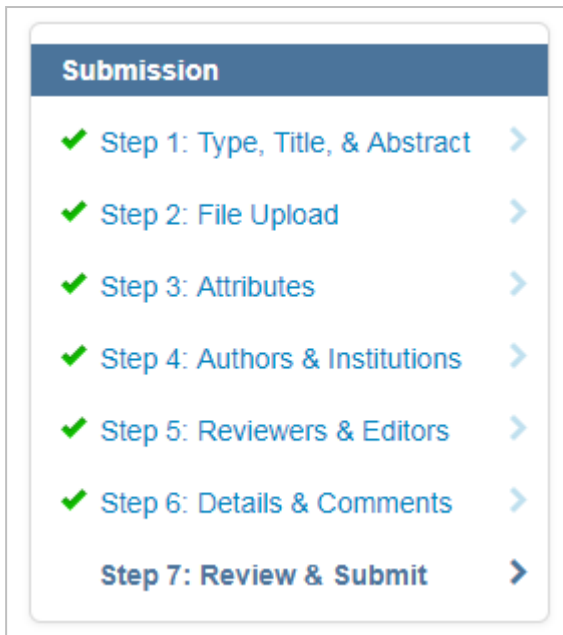 Submission
Step 1: Type, Title, & Abstract
Step 2: File Upload
Step 3: Attributes
Step 4: Authors & Institutions
Step 5: Reviewers & Editors
Step 6: Details & Comments
Step 7: Review & Submit